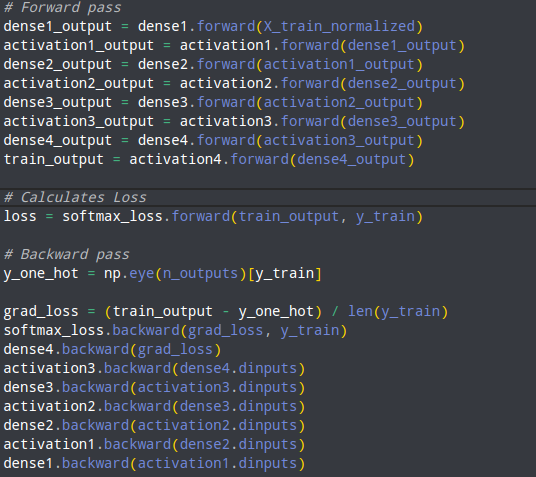 # Forward pass
dense1_output = dense1.forward(X_train_normalized)
activation1_output = activation1.forward(dense1_output)
dense2_output = dense2.forward(activation1_output)
activation2_output = activation2.forward(dense2_output)
dense3_output = dense3.forward(activation2_output)
activation3_output = activation3.forward(dense3_output)
dense4_output = dense4.forward(activation3_output)
train_output = activation4.forward(dense4_output)
# Calculates Loss
loss = softmax_loss.forward(train_output, y_train)
# Backward pass
y_one_hot = np.eye(n_outputs)[y_train]
grad_loss = (train_output - y_one_hot) / len(y_train)
softmax_loss.backward(grad_loss, y_train)
dense4.backward(grad_loss)
activation3.backward(dense4.dinputs)
dense3.backward(activation3.dinputs)
activation2.backward(dense3.dinputs)
dense2.backward(activation2.dinputs)
activation1.backward(dense2.dinputs)
dense1.backward(activation1.dinputs)